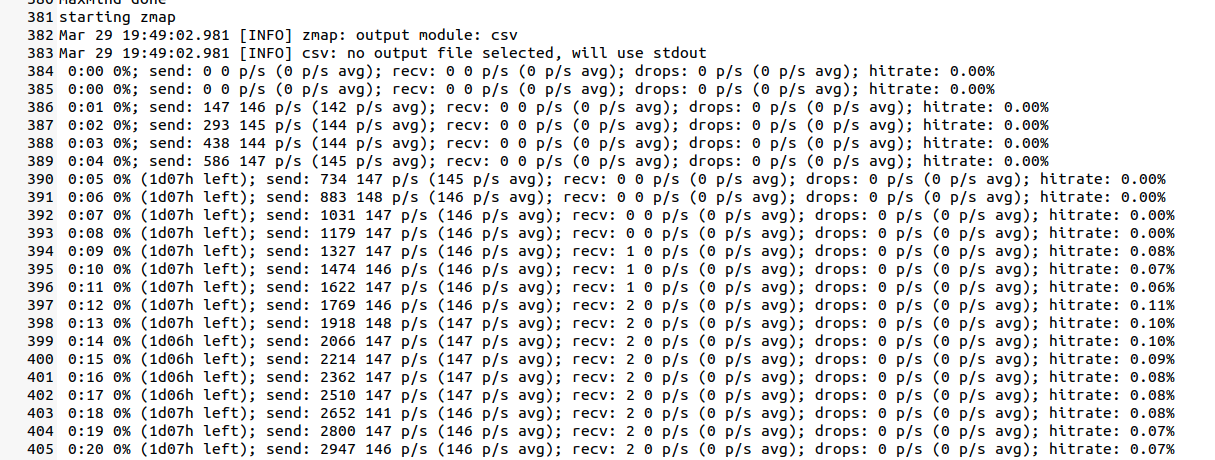 380 MaxMind done
381 starting zmap
382 Mar 29 19:49:02.981 [INFO] zmap: output module: csv
383 Mar 29 19:49:02.981 [INFO] csv: no output file selected, will use stdout
384 0:00 0%; send: 0 0 p/s (0 p/s avg); recv: 0 0 p/s (0 p/s avg); drops: 0 p/s (0 p/s avg); hitrate: 0.00%
385 0:00 0%; send: 0 0 p/s (0 p/s avg); recv: 0 0 p/s (0 p/s avg); drops: 0 p/s (0 p/s avg); hitrate: 0.00%
386 0:01 0%; send: 147 146 p/s (142 p/s avg); recv: 0 0 p/s (0 p/s avg); drops: 0 p/s (0 p/s avg); hitrate: 0.00%
387 0:02 0%; send: 293 145 p/s (144 p/s avg); recv: 0 0 p/s (0 p/s avg); drops: 0 p/s (0 p/s avg); hitrate: 0.00%
388 0:03 0%; send: 438 144 p/s (144 p/s avg); recv: 0 0 p/s (0 p/s avg); drops: 0 p/s (0 p/s avg); hitrate: 0.00%
389 0:04 0%; send: 586 147 p/s (145 p/s avg); recv: 0 0 p/s (0 p/s avg); drops: 0 p/s (0 p/s avg); hitrate: 0.00%
390 0:05 0% (1d07h left); send: 734 147 p/s (145 p/s avg); recv: 0 0 p/s (0 p/s avg); drops: 0 p/s (0 p/s avg); hitrate: 0.00%
391 0:06 0% (1d07h left); send: 883 148 p/s (146 p/s avg); recv: 0 0 p/s (0 p/s avg); drops: 0 p/s (0 p/s avg); hitrate: 0.00%
392 0:07 0% (1d07h left); send: 1031 147 p/s (146 p/s avg); recv: 0 0 p/s (0 p/s avg); drops: 0 p/s (0 p/s avg); hitrate: 0.00%
393 0:08 0% (1d07h left); send: 1179 147 p/s (146 p/s avg); recv: 0 0 p/s (0 p/s avg); drops: 0 p/s (0 p/s avg); hitrate: 0.00%
394 0:09 0% (1d07h left); send: 1327 147 p/s (146 p/s avg); recv: 1 0 p/s (0 p/s avg); drops: 0 p/s (0 p/s avg); hitrate: 0.08%
395 0:10 0% (1d07h left); send: 1474 146 p/s (146 p/s avg); recv: 1 0 p/s (0 p/s avg); drops: 0 p/s (0 p/s avg); hitrate: 0.07%
396 0:11 0% (1d07h left); send: 1622 147 p/s (146 p/s avg); recv: 1 0 p/s (0 p/s avg); drops: 0 p/s (0 p/s avg); hitrate: 0.06%
397 0:12 0% (1d07h left); send: 1769 146 p/s (146 p/s avg); recv: 2 0 p/s (0 p/s avg); drops: 0 p/s (0 p/s avg); hitrate: 0.11%
398 0:13 0% (1d07h left); send: 1918 148 p/s (147 p/s avg); recv: 2 0 p/s (0 p/s avg); drops: 0 p/s (0 p/s avg); hitrate: 0.10%
399 0:14 0% (1d06h left); send: 2066 147 p/s (147 p/s avg); recv: 2 0 p/s (0 p/s avg); drops: 0 p/s (0 p/s avg); hitrate: 0.10%
400 0:15 0% (1d06h left); send: 2214 147 p/s (147 p/s avg); recv: 2 0 p/s (0 p/s avg); drops: 0 p/s (0 p/s avg); hitrate: 0.09%
401 0:16 0% (1d06h left); send: 2362 147 p/s (147 p/s avg); recv: 2 0 p/s (0 p/s avg); drops: 0 p/s (0 p/s avg); hitrate: 0.08%
402 0:17 0% (1d06h left); send: 2510 147 p/s (147 p/s avg); recv: 2 0 p/s (0 p/s avg); drops: 0 p/s (0 p/s avg); hitrate: 0.08%
403 0:18 0% (1d07h left); send: 2652 141 p/s (146 p/s avg); recv: 2 0 p/s (0 p/s avg); drops: 0 p/s (0 p/s avg); hitrate: 0.08%
404 0:19 0% (1d07h left); send: 2800 147 p/s (146 p/s avg); recv: 2 0 p/s (0 p/s avg); drops: 0 p/s (0 p/s avg); hitrate: 0.07%
405 0:20 0% (1d07h left); send: 2947 146 p/s (146 p/s avg); recv: 2 0 p/s (0 p/s avg); drops: 0 p/s (0 p/s avg); hitrate: 0.07%